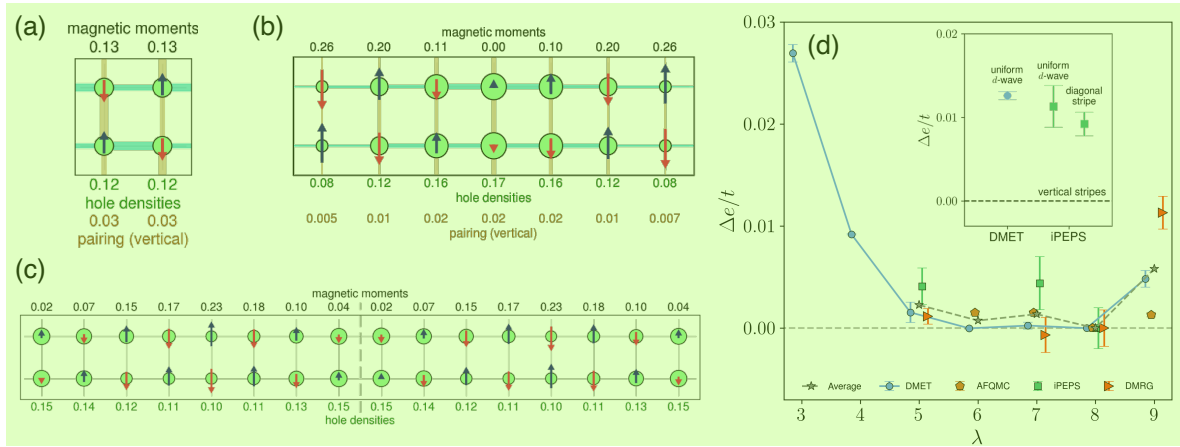 (a)
magnetic moments
0.13 0.13
0.12 0.12
hole densities
0.03 0.03
pairing (vertical)
(b)
magnetic moments
0.26 0.20 0.11 0.00 0.10 0.20 0.26
0.08 0.12 0.16 0.17 0.16 0.12 0.08
hole densities
0.005 0.01 0.02 0.02 0.02 0.01 0.007
pairing (vertical)
(c)
magnetic moments
0.02 0.07 0.15 0.17 0.23 0.18 0.10 0.04 0.02 0.07 0.15 0.17 0.23 0.18 0.10 0.04
0.15 0.14 0.12 0.11 0.10 0.11 0.13 0.15 0.15 0.14 0.12 0.11 0.10 0.11 0.13 0.15
hole densities
(d)
0.03
0.02
0.01
0.00
Δe/t
3 4 5 6 7 8 9
λ
Average DMET AFQMC iPEPS DMRG
0.02
0.01
0.00
Δe/t
uniform
d-wave
uniform
d-wave
diagonal
stripe
vertical stripes
DMET iPEPS